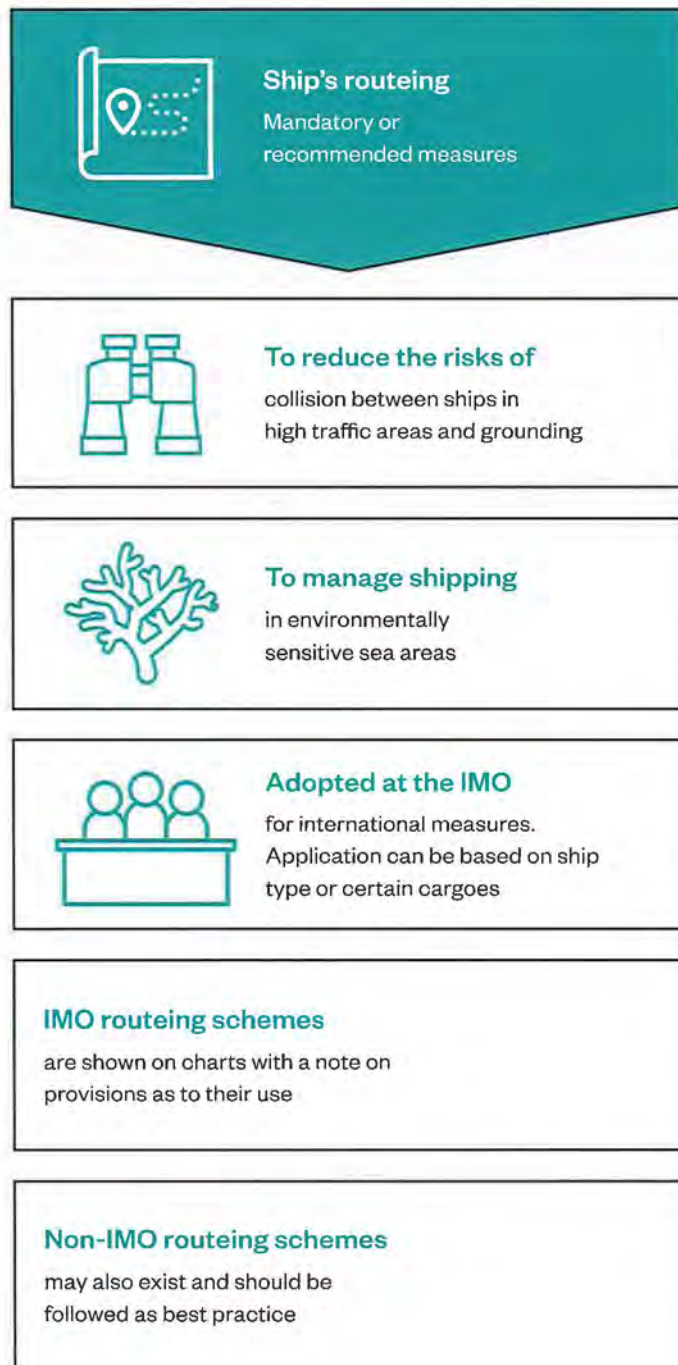 Ship's routeing
Mandatory or
recommended measures
To reduce the risks of
collision between ships in
high traffic areas and grounding
To manage shipping
in environmentally
sensitive sea areas
Adopted at the IMO
for international measures.
Application can be based on ship
type or certain cargoes
IMO routeing schemes
are shown on charts with a note on
provisions as to their use
Non-IMO routeing schemes
may also exist and should be
followed as best practice